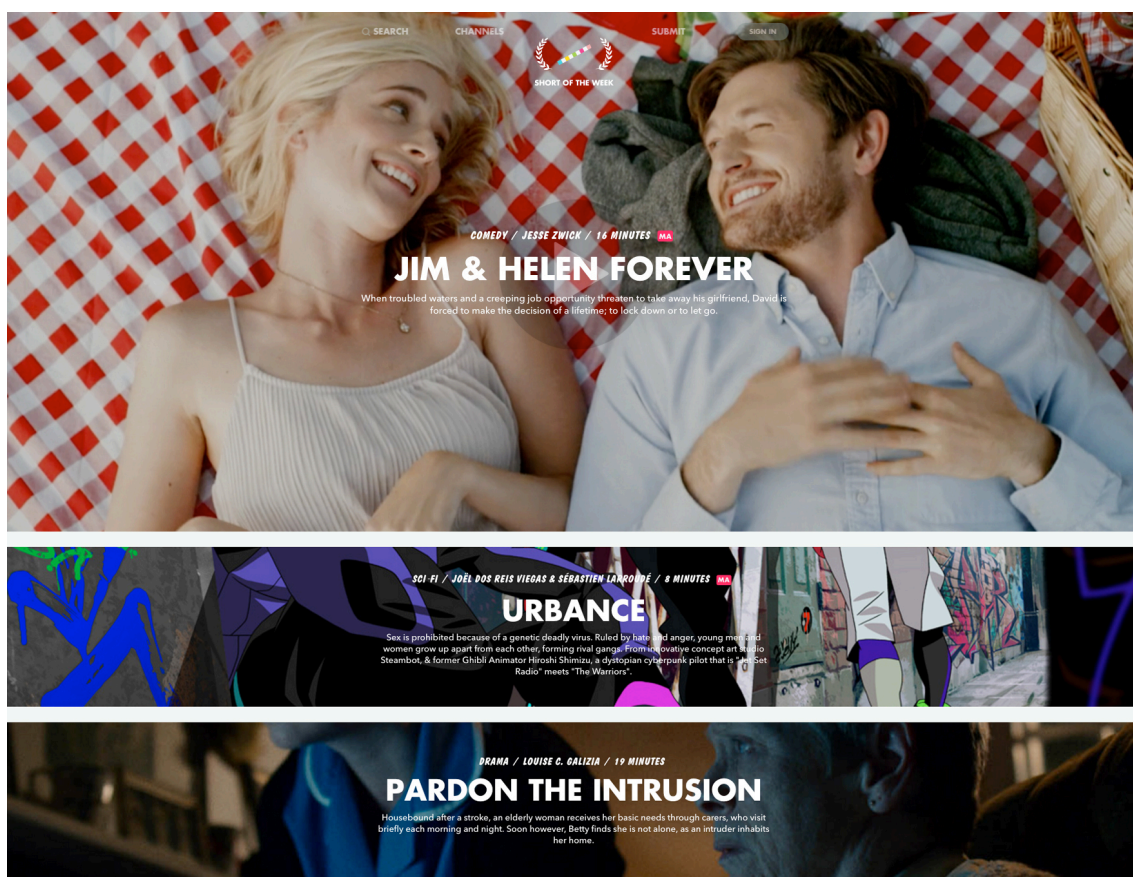 SEARCH
CHANNELS
SUBMIT
SIGN IN
SHORT OF THE WEEK
COMEDY / JESSE ZWICK / 16 MINUTES MA
JIM & HELEN FOREVER
When troubled waters and a creeping job opportunity threaten to take away his girlfriend, David is
forced to make the decision of a lifetime; to lock down or to let go.
SCI-FI / JOËL DOS REIS VIEGAS & SÉBASTIEN LARROUDÉ / 8 MINUTES MA
URBANCE
Sex is prohibited because of a genetic deadly virus. Ruled by hate and anger, young men and
women grow up apart from each other, forming rival gangs. From innovative concept art studio
Steambot, & former Ghibli Animator Hiroshi Shimizu, a dystopian cyberpunk pilot that is "Jet Set
Radio" meets "The Warriors".
DRAMA / LOUISE C. GALIZIA / 19 MINUTES
PARDON THE INTRUSION
Housebound after a stroke, an elderly woman receives her basic needs through carers, who visit
briefly each morning and night. Soon however, Betty finds she is not alone, as an intruder inhabits
her home.